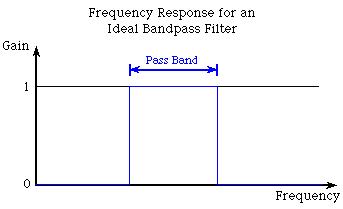 Frequency Response for an
Ideal Bandpass Filter
Gain
Pass Band
1
0
Frequency